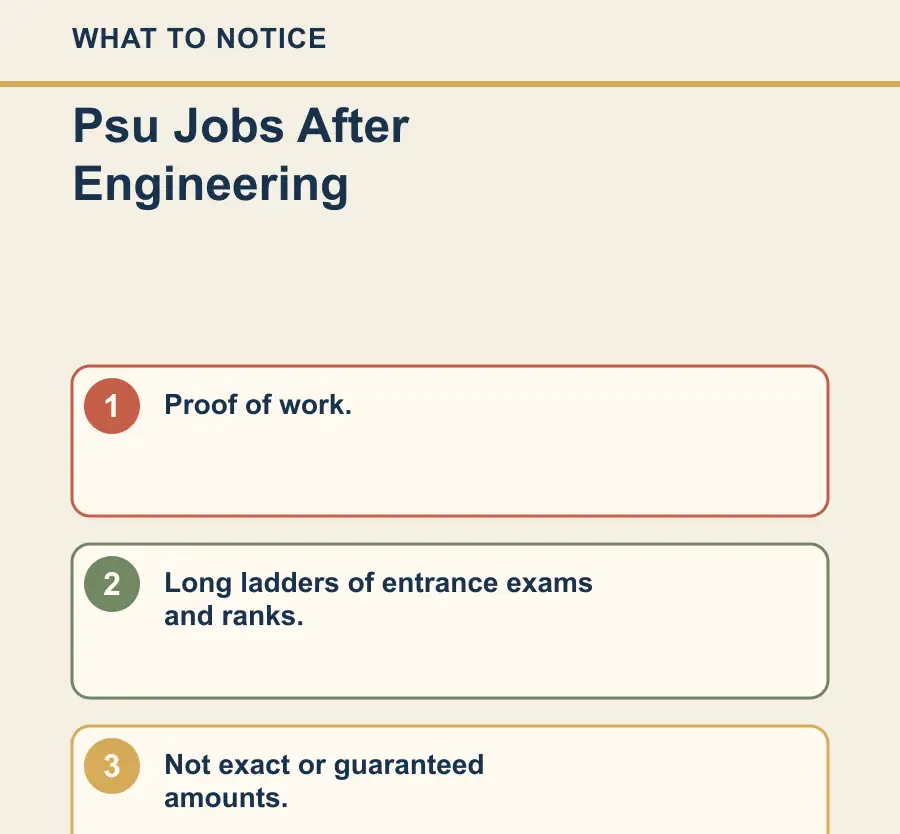 WHAT TO NOTICE
Psu Jobs After
Engineering
1
Proof of work.
2
Long ladders of entrance exams
and ranks.
3
Not exact or guaranteed
amounts.